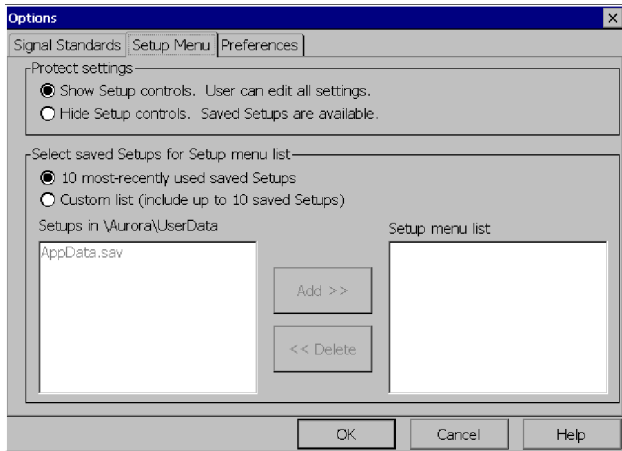 Options
Signal Standards Setup Menu Preferences
Protect settings
Show Setup controls. User can edit all settings.
Hide Setup controls. Saved Setups are available.
Select saved Setups for Setup menu list
10 most-recently used saved Setups
Custom list (include up to 10 saved Setups)
Setups in \Aurora\UserData
Setup menu list
AppData.sav
Add >>
<< Delete
OK Cancel Help